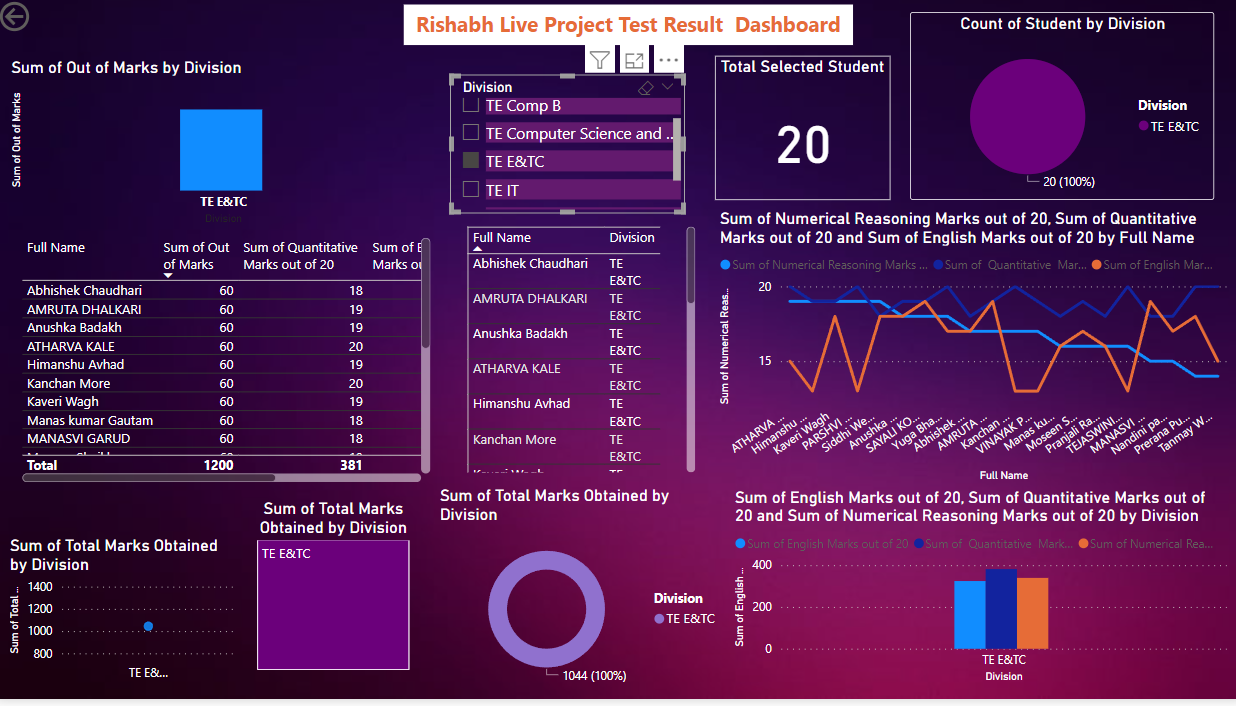 Rishabh Live Project Test Result  Dashboard
Sum of Out of Marks by Division
Sum of Out of Marks
TE E&TC
Division
Division
TE Comp B
TE Computer Science and ...
TE E&TC
TE IT
Total Selected Student
20
Count of Student by Division
Division
TE E&TC
20 (100%)
Full Name Sum of Out of Marks Sum of Quantitative Marks out of 20 Sum of E
Marks ou
Abhishek Chaudhari 60 18
AMRUTA DHALKARI 60 19
Anushka Badakh 60 19
ATHARVA KALE 60 20
Himanshu Avhad 60 19
Kanchan More 60 20
Kaveri Wagh 60 19
Manas kumar Gautam 60 18
MANASVI GARUD 60 18
Total 1200 381
Full Name Division
Abhishek Chaudhari TE
E&TC
AMRUTA DHALKARI TE
E&TC
Anushka Badakh TE
E&TC
ATHARVA KALE TE
E&TC
Himanshu Avhad TE
E&TC
Kanchan More TE
E&TC
Kaveri Wagh TE
Sum of Numerical Reasoning Marks out of 20, Sum of Quantitative
Marks out of 20 and Sum of English Marks out of 20 by Full Name
Sum of Numerical Reasoning Marks ... Sum of  Quantitative  Mar... Sum of English Mar...
Sum of Numerical Reas...
20
15
ATHARVA ...
Himanshu ...
Kaveri Wagh
PARSHVI ...
Siddhi We...
Anushka ...
SAYALI KO...
Yuga Bha...
Abhishek ...
AMRUTA ...
Kanchan ...
VINAYAK P...
Manas ku...
Moseen S...
Pranjali Ra...
TEJASWINI...
MANASVI ...
Nandini pa...
Prerana Pu...
Tanmay W...
Full Name
Sum of Total Marks Obtained
by Division
Sum of Total ...
1400
1200
1000
800
TE E&...
Sum of Total Marks
Obtained by Division
TE E&TC
Sum of Total Marks Obtained by
Division
Division
TE E&TC
1044 (100%)
Sum of English Marks out of 20, Sum of Quantitative Marks out of
20 and Sum of Numerical Reasoning Marks out of 20 by Division
Sum of English Marks out of 20 Sum of  Quantitative  Mark... Sum of Numerical Rea...
Sum of English ...
400
200
0
TE E&TC
Division